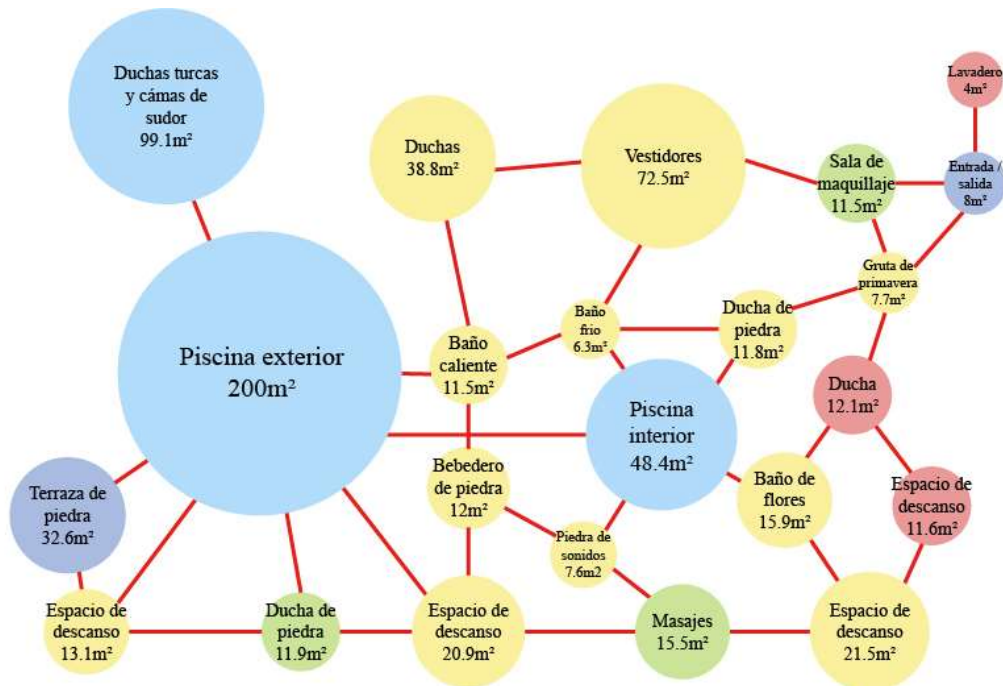 Duchas turcas
y cámas de
sudor
99.1m²
Lavadero
4m²
Duchas
38.8m²
Vestidores
72.5m²
Sala de
maquillaje
11.5m²
Entrada /
salida
8m²
Gruta de
primavera
7.7m²
Piscina exterior
200m²
Baño
caliente
11.5m²
Baño
frio
6.3m²
Ducha de
piedra
11.8m²
Ducha
12.1m²
Piscina
interior
48.4m²
Terraza de
piedra
32.6m²
Bebedero
de piedra
12m²
Baño de
flores
15.9m²
Espacio de
descanso
11.6m²
Piedra de
sonidos
7.6m2
Espacio de
descanso
13.1m²
Ducha de
piedra
11.9m²
Espacio de
descanso
20.9m²
Masajes
15.5m²
Espacio de
descanso
21.5m²